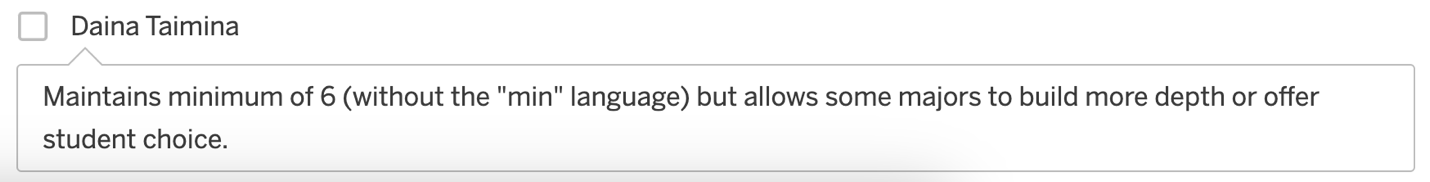 Daina Taimina
Maintains minimum of 6 (without the "min" language) but allows some majors to build more depth or offer
student choice.